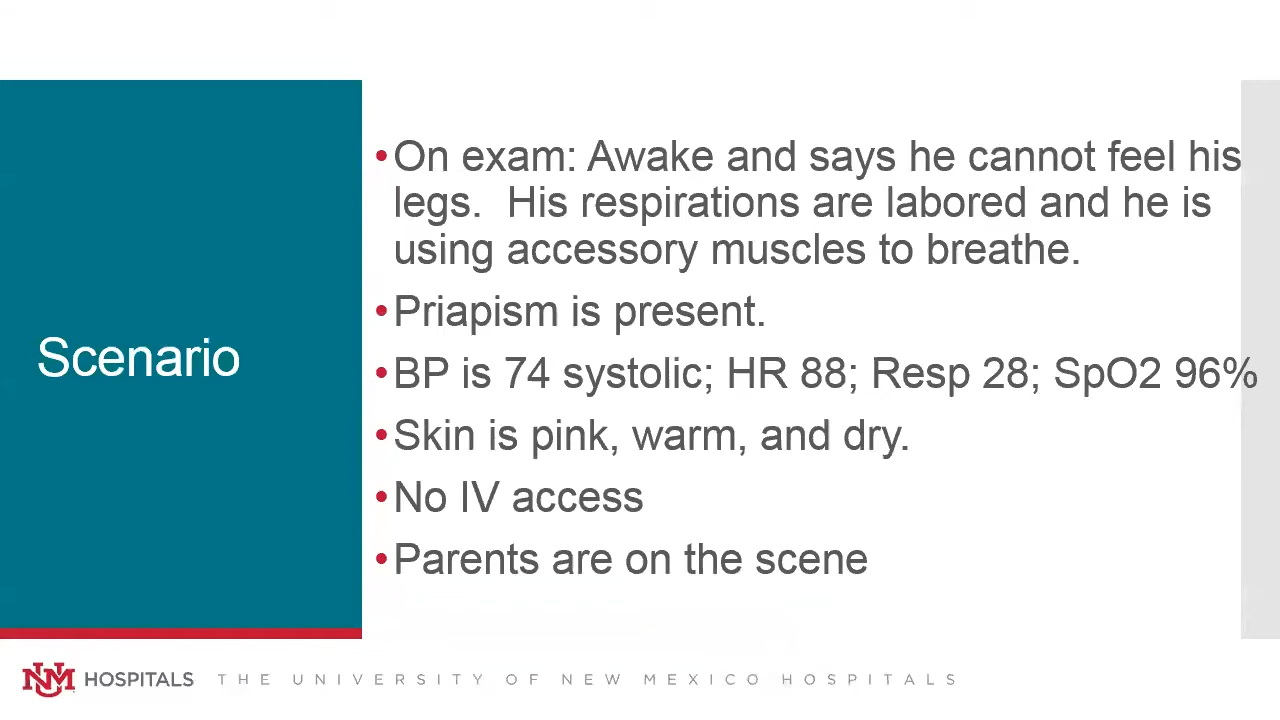 Scenario
•On exam: Awake and says he cannot feel his
legs.  His respirations are labored and he is
using accessory muscles to breathe.
•Priapism is present.
•BP is 74 systolic; HR 88; Resp 28; SpO2 96%
•Skin is pink, warm, and dry.
•No IV access
•Parents are on the scene
UNM HOSPITALS THE UNIVERSITY OF NEW MEXICO HOSPITALS